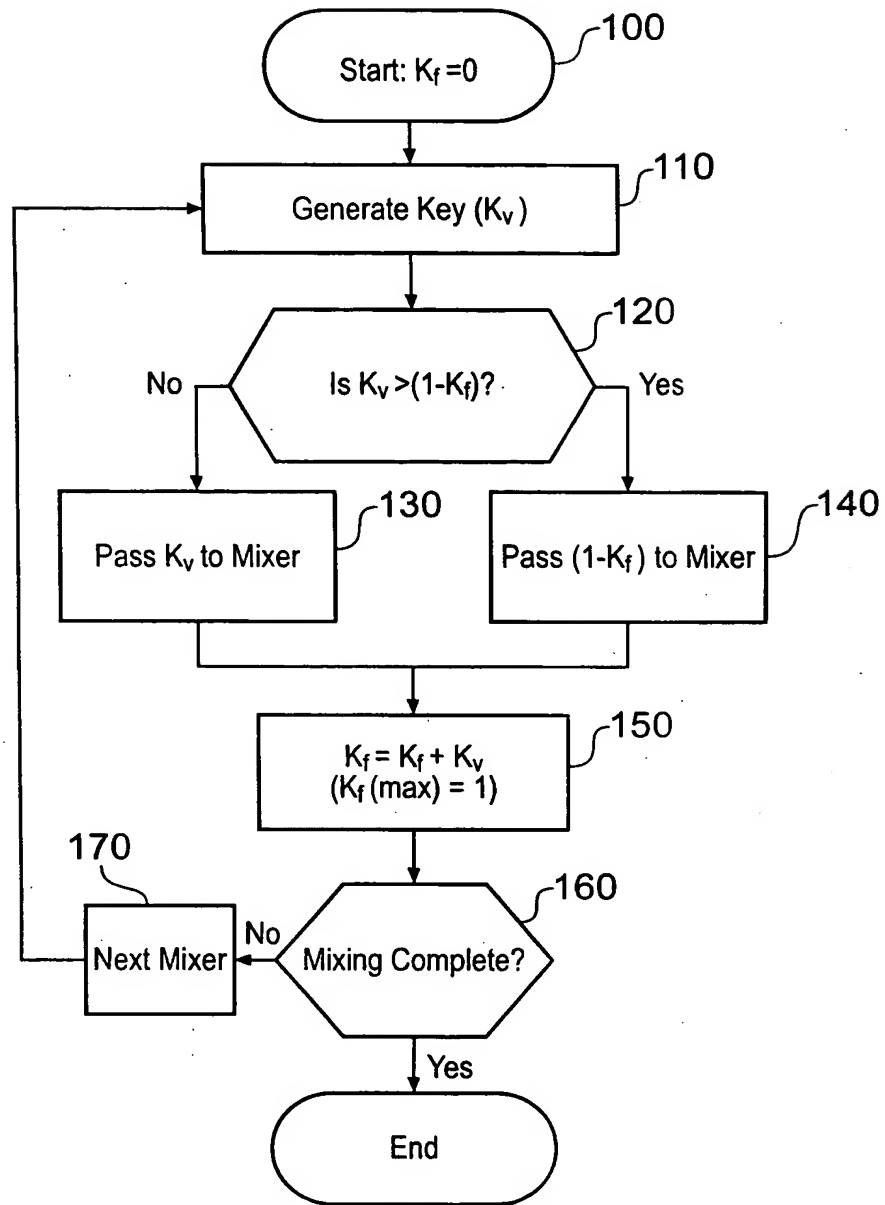 100
Start: Kf =0
110
Generate Key (Kv)
120
No
Is Kv >(1-Kf)?
Yes
130
140
Pass Kv to Mixer
Pass (1-Kf) to Mixer
150
Kf = Kf + Kv
(Kf (max) = 1)
170
160
No
Next Mixer
Mixing Complete?
Yes
End